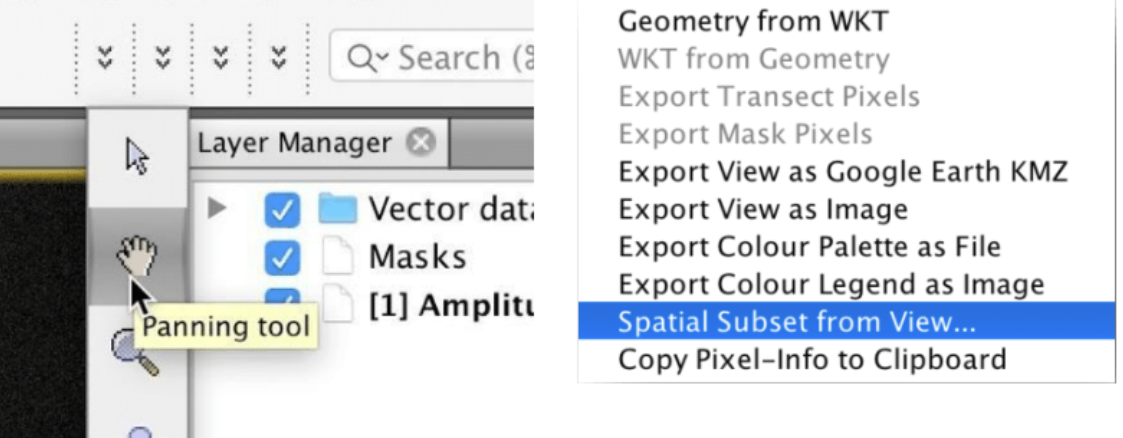 Search (
Layer Manager
Vector data
Masks
[1] Amplitu
Panning tool
Geometry from WKT
WKT from Geometry
Export Transect Pixels
Export Mask Pixels
Export View as Google Earth KMZ
Export View as Image
Export Colour Palette as File
Export Colour Legend as Image
Spatial Subset from View...
Copy Pixel-Info to Clipboard